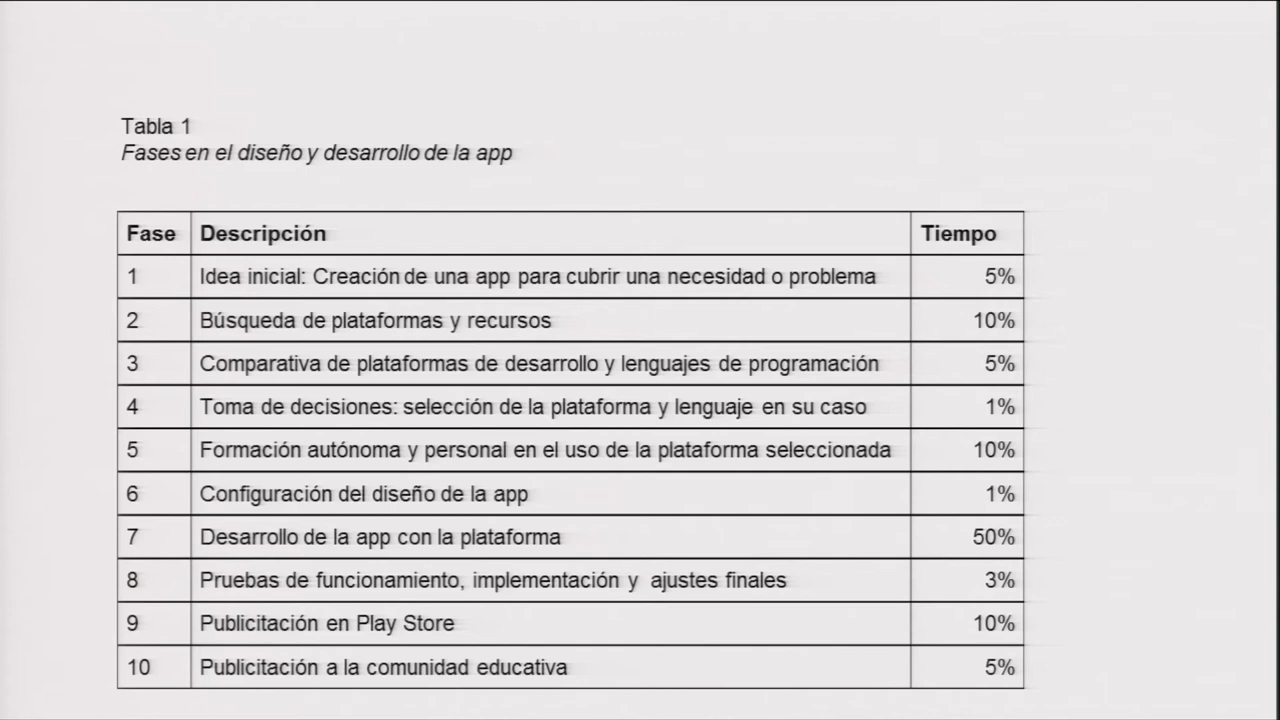 Tabla 1
Fases en el diseño y desarrollo de la app
Fase Descripción Tiempo
1 Idea inicial: Creación de una app para cubrir una necesidad o problema 5%
2 Búsqueda de plataformas y recursos 10%
3 Comparativa de plataformas de desarrollo y lenguajes de programación 5%
4 Toma de decisiones: selección de la plataforma y lenguaje en su caso 1%
5 Formación autónoma y personal en el uso de la plataforma seleccionada 10%
6 Configuración del diseño de la app 1%
7 Desarrollo de la app con la plataforma 50%
8 Pruebas de funcionamiento, implementación y ajustes finales 3%
9 Publicitación en Play Store 10%
10 Publicitación a la comunidad educativa 5%